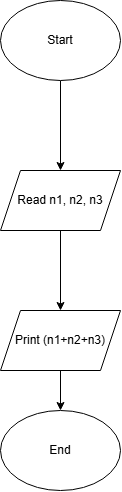 Start
Read n1, n2, n3
Print (n1+n2+n3)
End